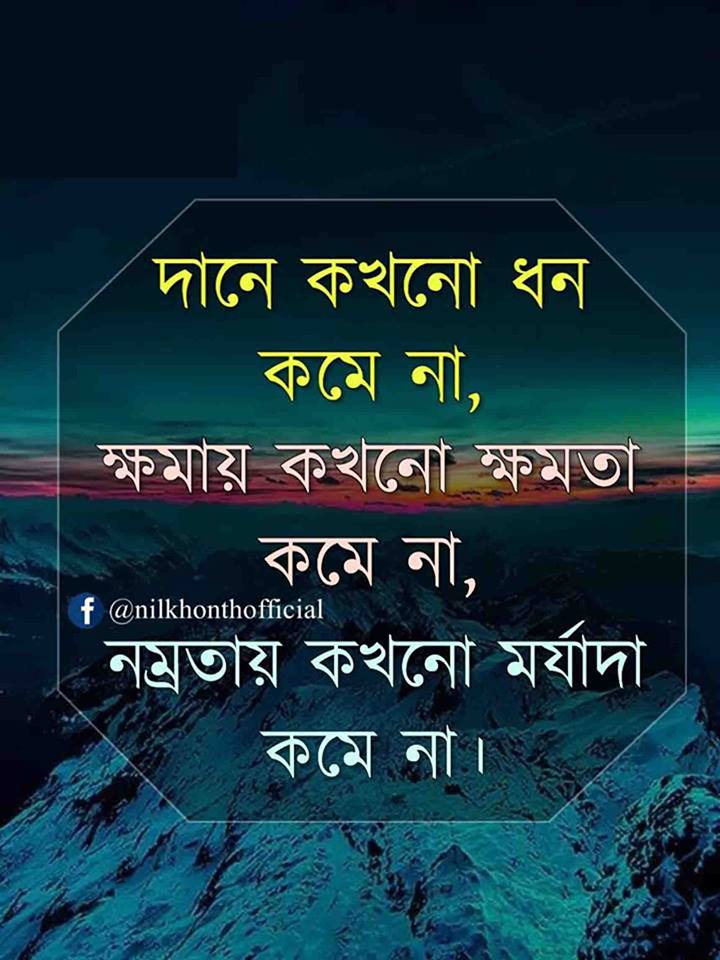 দানে কখনো ধন
কমে না,
ক্ষমায় কখনো ক্ষমতা
কমে না,
f @nilkhonthofficial
নম্রতায় কখনো মর্যাদা
কমে না।